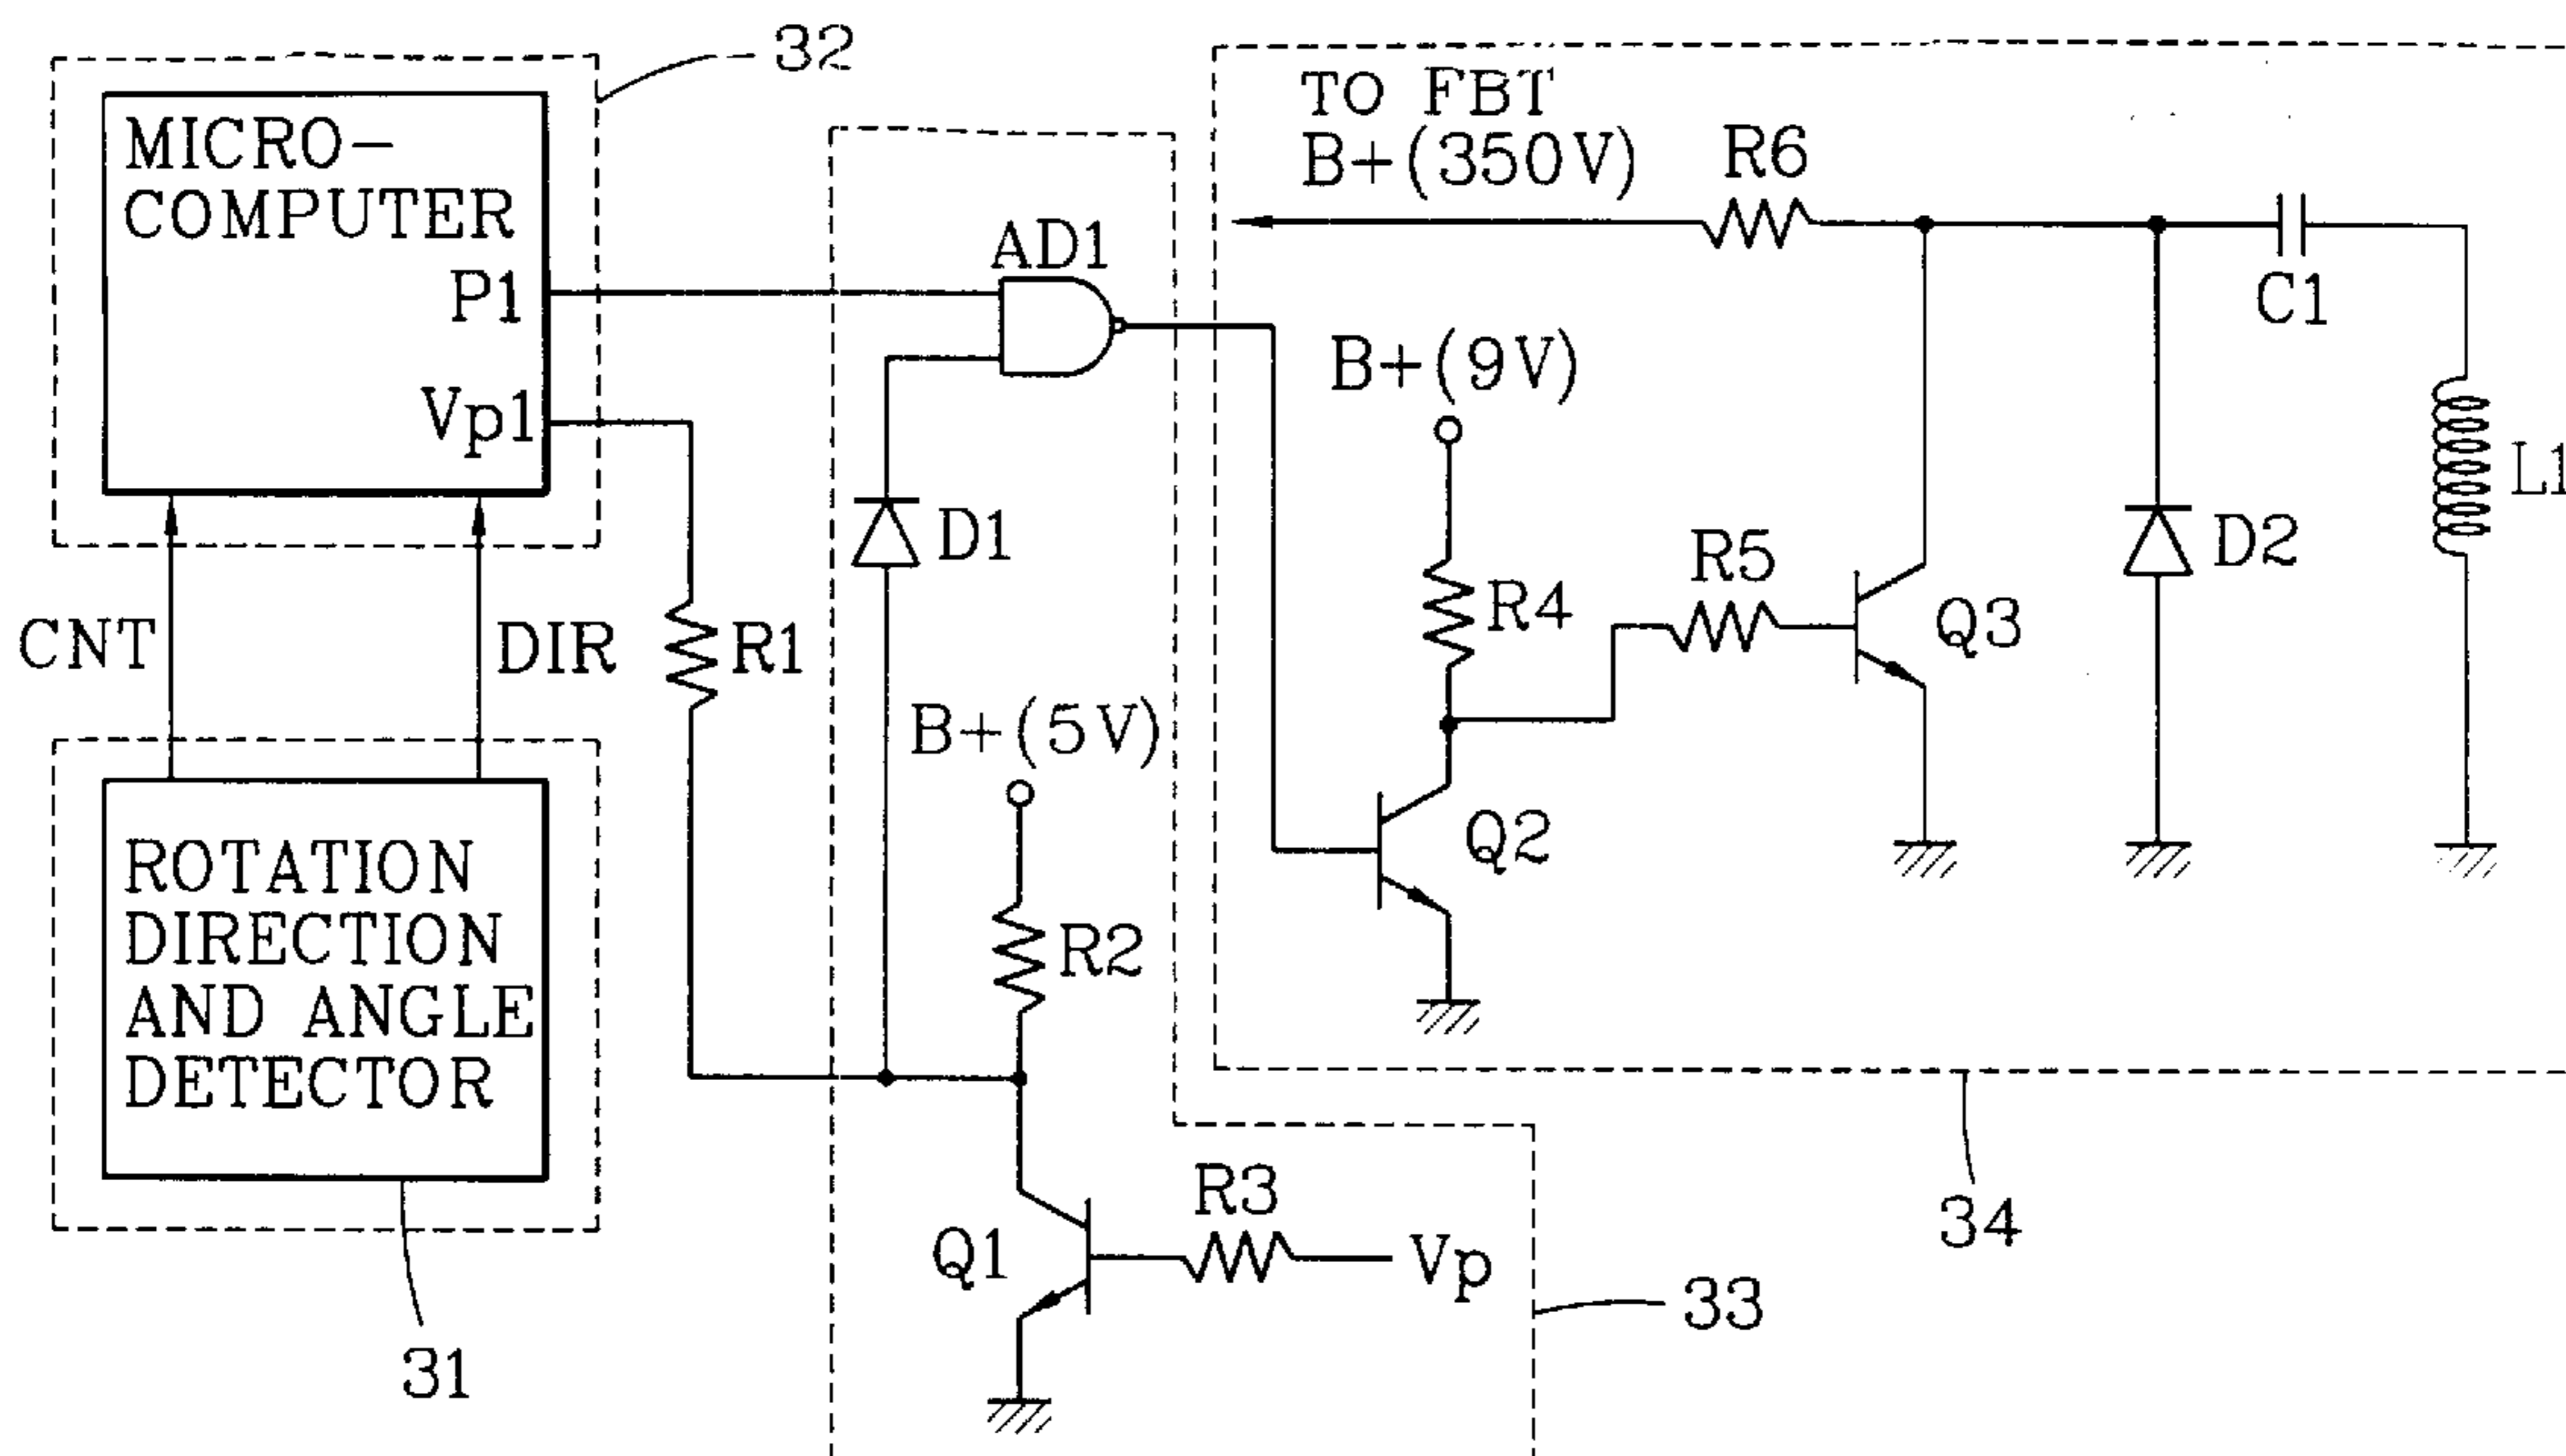 32
MICRO-
COMPUTER
P1
Vp1
CNT
DIR
R1
ROTATION
DIRECTION
AND ANGLE
DETECTOR
31
AD1
D1
B+(5V)
R2
Q1
R3
Vp
33
TO FBT
B+(350V)
R6
C1
L1
B+(9V)
R4
R5
Q3
D2
Q2
34